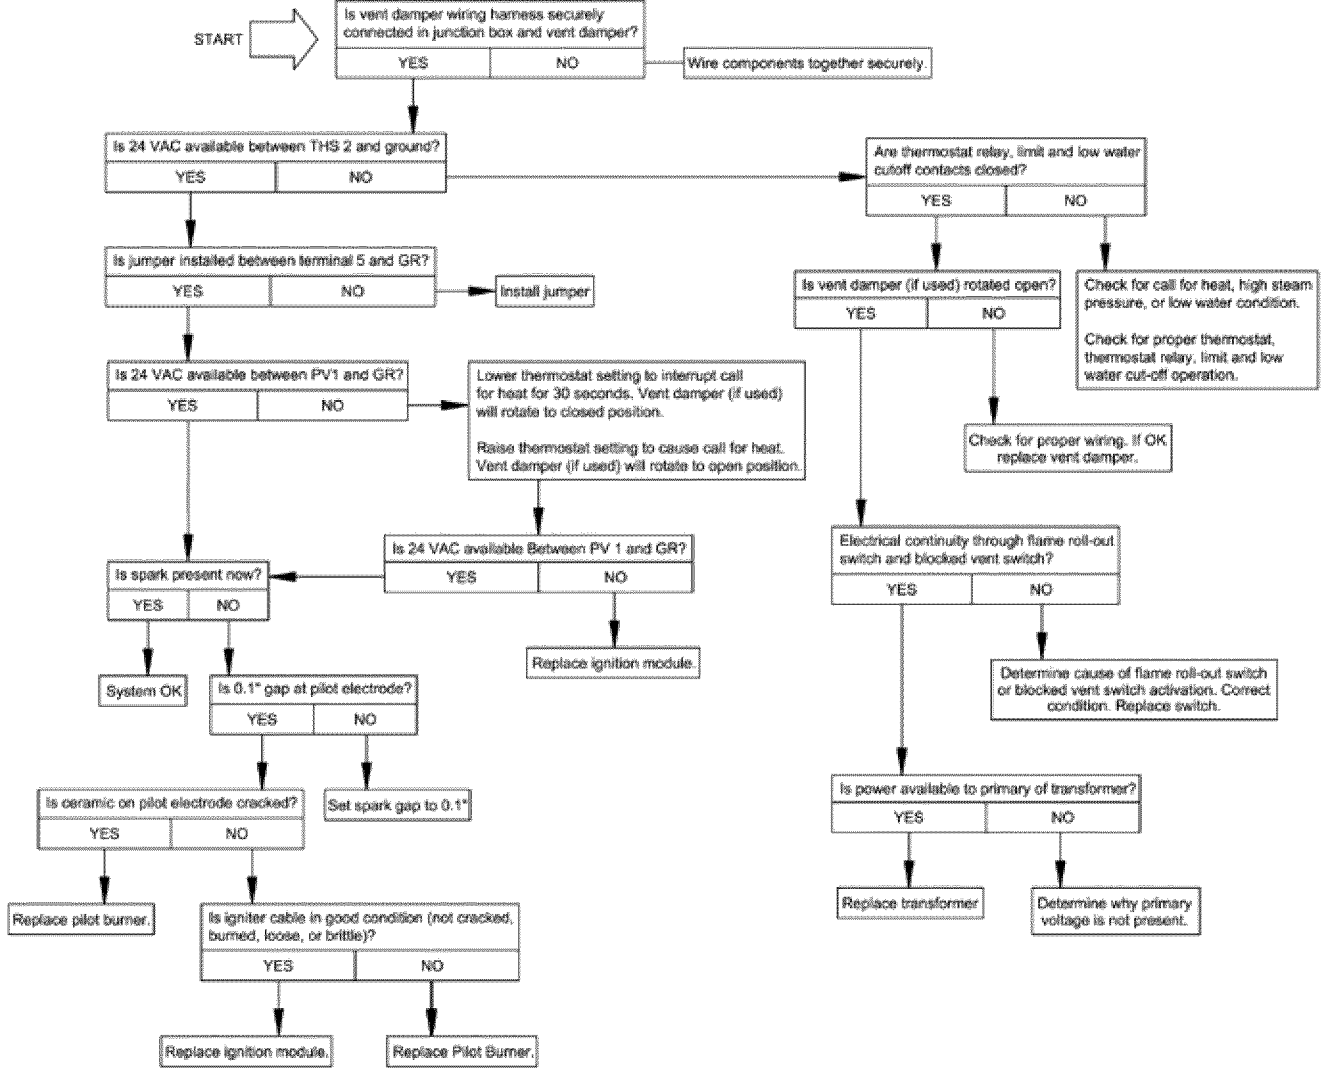 START
Is vent damper wiring harness securely
connected in junction box and vent damper?
YES
NO
Wire components together securely.
Is 24 VAC available between THS 2 and ground?
YES
NO
Are thermostat relay, limit and low water
cutoff contacts closed?
YES
NO
Is jumper installed between terminal 5 and GR?
YES
NO
Install jumper
Is vent damper (if used) rotated open?
YES
NO
Check for call for heat, high steam
pressure, or low water condition.
Check for proper thermostat,
thermostat relay, limit and low
water cut-off operation.
Is 24 VAC available between PV1 and GR?
YES
NO
Lower thermostat setting to interrupt call
for heat for 30 seconds. Vent damper (if used)
will rotate to closed position.
Raise thermostat setting to cause call for heat.
Vent damper (if used) will rotate to open position.
Check for proper wiring. If OK
replace vent damper.
Is 24 VAC available Between PV 1 and GR?
YES
NO
Electrical continuity through flame roll-out
switch and blocked vent switch?
YES
NO
Is spark present now?
YES
NO
Replace ignition module.
System OK
Is 0.1" gap at pilot electrode?
YES
NO
Determine cause of flame roll-out switch
or blocked vent switch activation. Correct
condition. Replace switch.
Is ceramic on pilot electrode cracked?
YES
NO
Set spark gap to 0.1"
Is power available to primary of transformer?
YES
NO
Replace pilot burner.
Is igniter cable in good condition (not cracked,
burned, loose, or brittle)?
YES
NO
Replace transformer
Determine why primary
voltage is not present.
Replace ignition module.
Replace Pilot Burner.